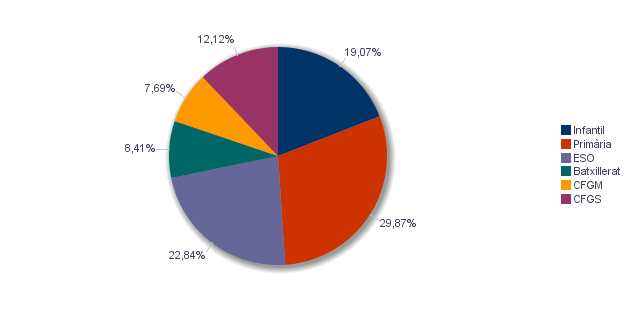 12,12%
19,07%
7,69%
8,41%
29,87%
22,84%
Infantil
Primària
ESO
Batxillerat
CFGM
CFGS